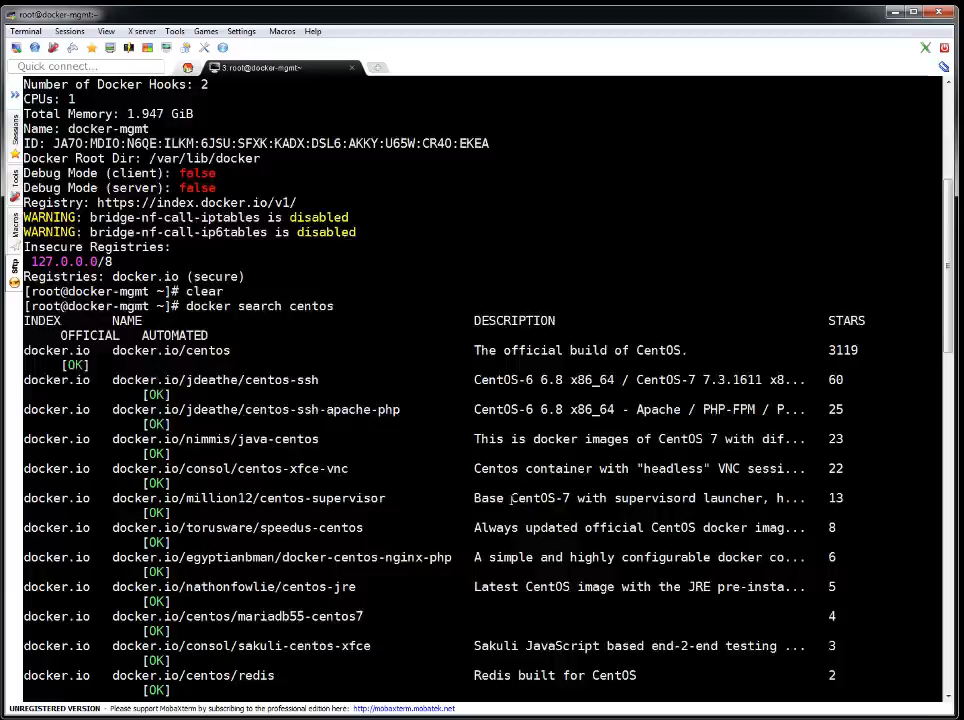 root@docker-mgmt:~
Terminal Sessions View X server Tools Games Settings Macros Help
Quick connect...
3. root@docker-mgmt:~
Sessions
Tools
Macros
Sftp
Number of Docker Hooks: 2
CPUs: 1
Total Memory: 1.947 GiB
Name: docker-mgmt
ID: JA7O:MDIO:N6QE:ILKM:6JSU:SFXK:KADX:DSL6:AKKY:U65W:CR4O:EKEA
Docker Root Dir: /var/lib/docker
Debug Mode (client): false
Debug Mode (server): false
Registry: https://index.docker.io/v1/
WARNING: bridge-nf-call-iptables is disabled
WARNING: bridge-nf-call-ip6tables is disabled
Insecure Registries:
127.0.0.0/8
Registries: docker.io (secure)
[root@docker-mgmt ~]# clear
[root@docker-mgmt ~]# docker search centos
INDEX NAME DESCRIPTION STARS
OFFICIAL AUTOMATED
docker.io docker.io/centos The official build of CentOS. 3119
[OK]
docker.io docker.io/jdeathe/centos-ssh CentOS-6 6.8 x86_64 / CentOS-7 7.3.1611 x8... 60
[OK]
docker.io docker.io/jdeathe/centos-ssh-apache-php CentOS-6 6.8 x86_64 - Apache / PHP-FPM / P... 25
[OK]
docker.io docker.io/nimmis/java-centos This is docker images of CentOS 7 with dif... 23
[OK]
docker.io docker.io/consol/centos-xfce-vnc Centos container with "headless" VNC sessi... 22
[OK]
docker.io docker.io/million12/centos-supervisor Base CentOS-7 with supervisord launcher, h... 13
[OK]
docker.io docker.io/torusware/speedus-centos Always updated official CentOS docker imag... 8
[OK]
docker.io docker.io/egyptianbman/docker-centos-nginx-php A simple and highly configurable docker co... 6
[OK]
docker.io docker.io/nathonfowlie/centos-jre Latest CentOS image with the JRE pre-insta... 5
[OK]
docker.io docker.io/centos/mariadb55-centos7 4
[OK]
docker.io docker.io/consol/sakuli-centos-xfce Sakuli JavaScript based end-2-end testing ... 3
[OK]
docker.io docker.io/centos/redis Redis built for CentOS 2
[OK]
UNREGISTERED VERSION - Please support MobaXterm by subscribing to the professional edition here: http://mobaxterm.mobatek.net